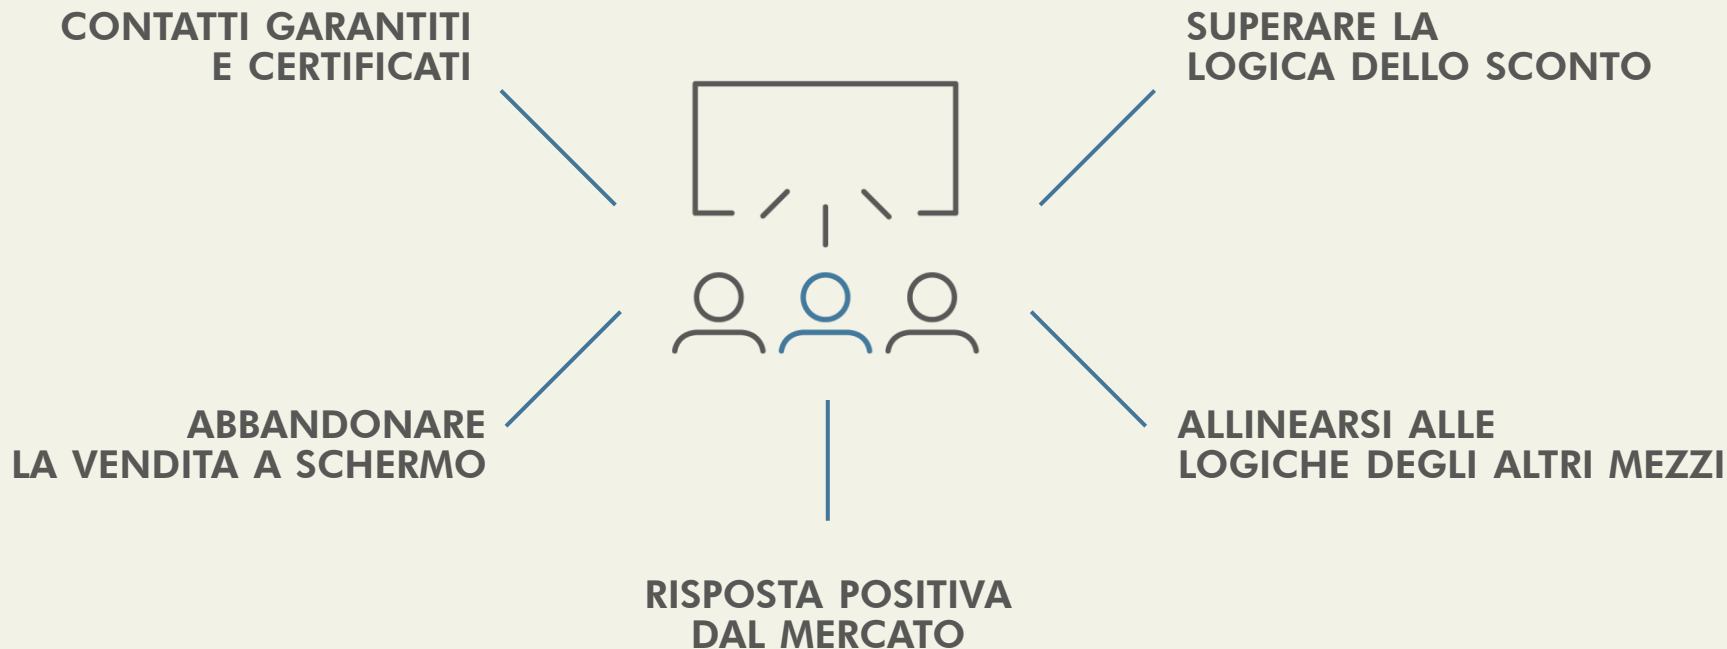 CONTATTI GARANTITI
E CERTIFICATI
SUPERARE LA
LOGICA DELLO SCONTO
ABBANDONARE
LA VENDITA A SCHERMO
ALLINEARSI ALLE
LOGICHE DEGLI ALTRI MEZZI
RISPOSTA POSITIVA
DAL MERCATO